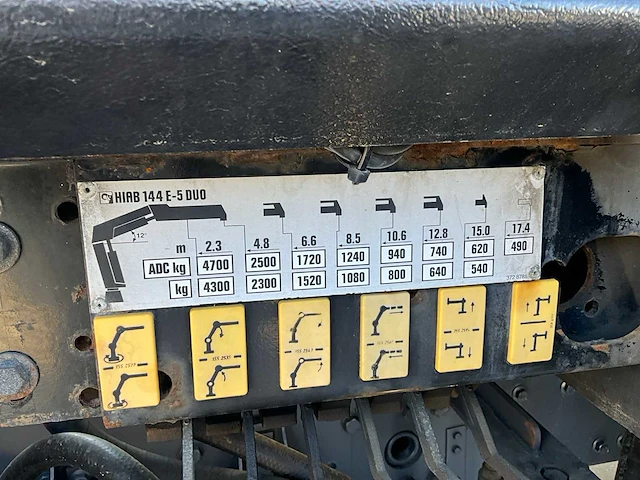 HIAB 144 E-5 DUO
12°
m 2.3 4.8 6.6 8.5 10.6 12.8 15.0 17.4
ADC kg 4700 2500 1720 1240 940 740 620 490
kg 4300 2300 1520 1080 800 640 540